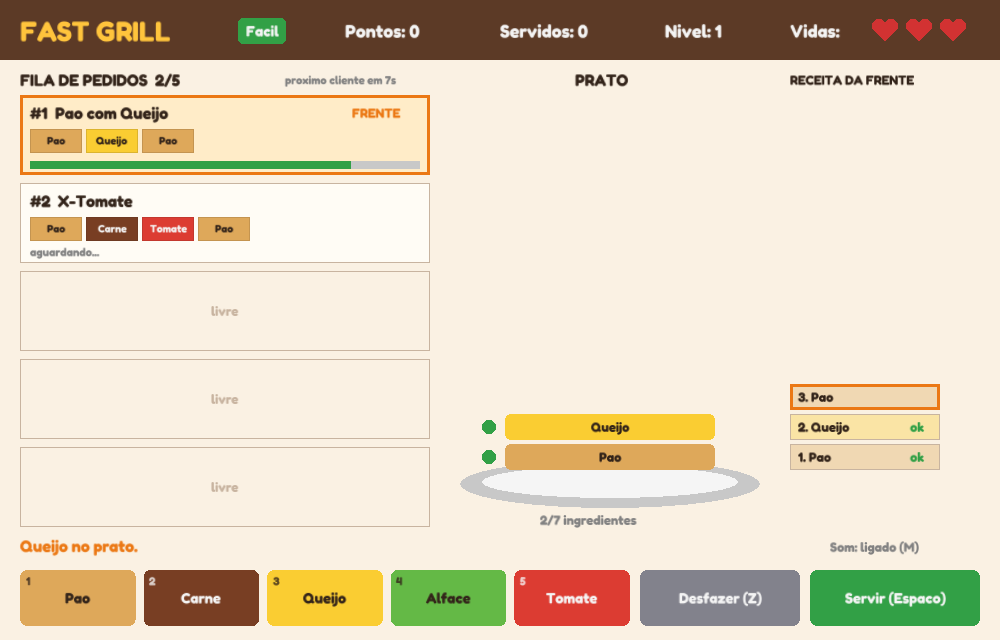 FAST GRILL
Facil
Pontos: 0
Servidos: 0
Nivel: 1
Vidas:
FILA DE PEDIDOS 2/5
proximo cliente em 7s
PRATO
RECEITA DA FRENTE
#1 Pao com Queijo
FRENTE
Pao Queijo Pao
#2 X-Tomate
Pao Carne Tomate Pao
aguardando...
livre
livre
livre
Queijo
Pao
2/7 ingredientes
3. Pao
2. Queijo ok
1. Pao ok
Queijo no prato.
Som: ligado (M)
1 Pao
2 Carne
3 Queijo
4 Alface
5 Tomate
Desfazer (Z)
Servir (Espaco)